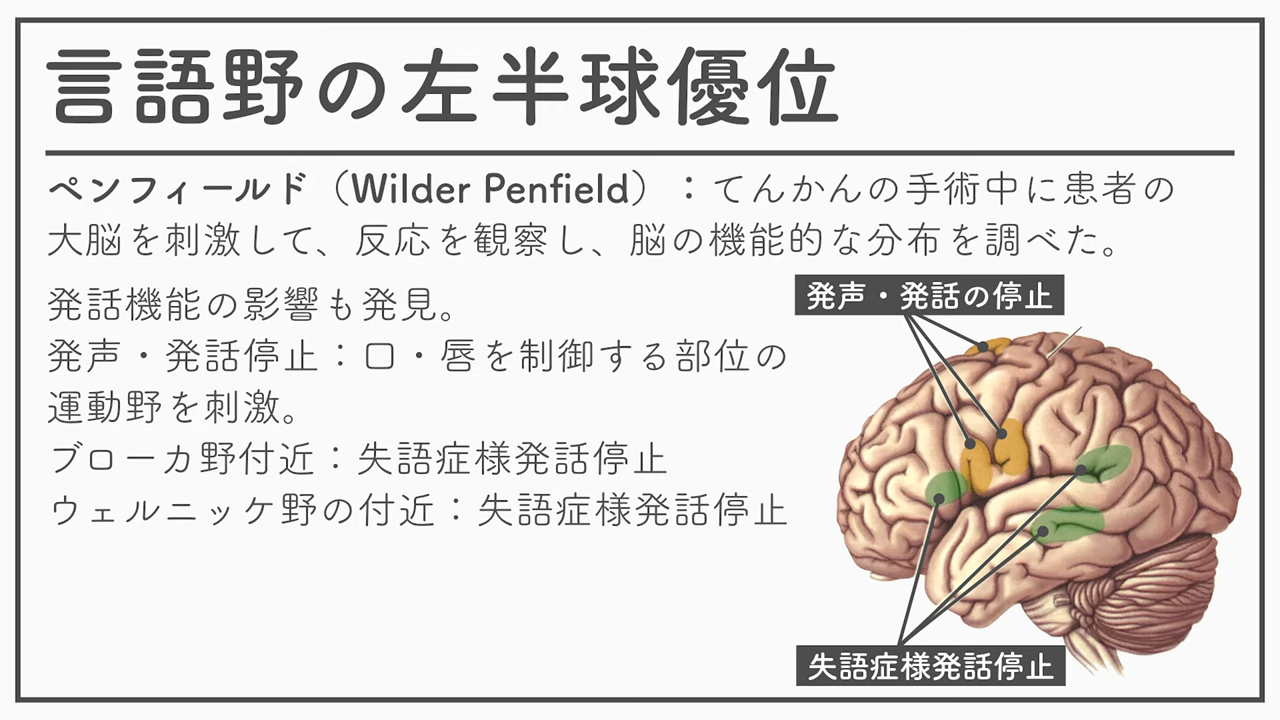 言語野の左半球優位
ペンフィールド（Wilder Penfield）：てんかんの手術中に患者の
大脳を刺激して、反応を観察し、脳の機能的な分布を調べた。
発話機能の影響も発見。
発声・発話停止：口・唇を制御する部位の
運動野を刺激。
ブローカ野付近：失語症様発話停止
ウェルニッケ野の付近：失語症様発話停止
発声・発話の停止
失語症様発話停止